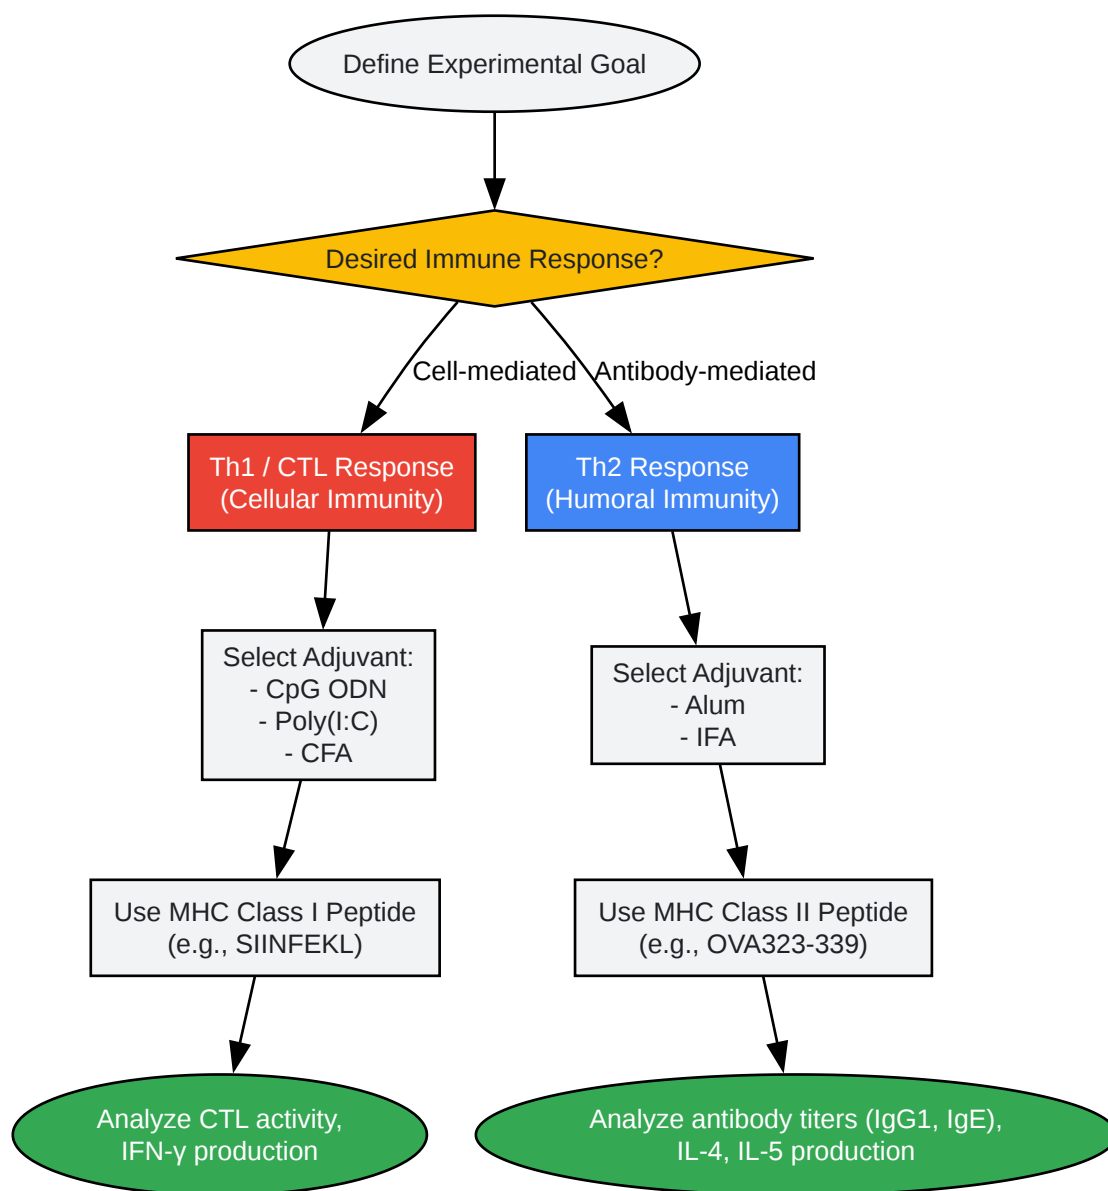 Define Experimental Goal
Desired Immune Response?
Cell-mediated
Antibody-mediated
Th1 / CTL Response
(Cellular Immunity)
Th2 Response
(Humoral Immunity)
Select Adjuvant:
- CpG ODN
- Poly(I:C)
- CFA
Select Adjuvant:
- Alum
- IFA
Use MHC Class I Peptide
(e.g., SIINFEKL)
Use MHC Class II Peptide
(e.g., OVA323-339)
Analyze CTL activity,
IFN-γ production
Analyze antibody titers (IgG1, IgE),
IL-4, IL-5 production